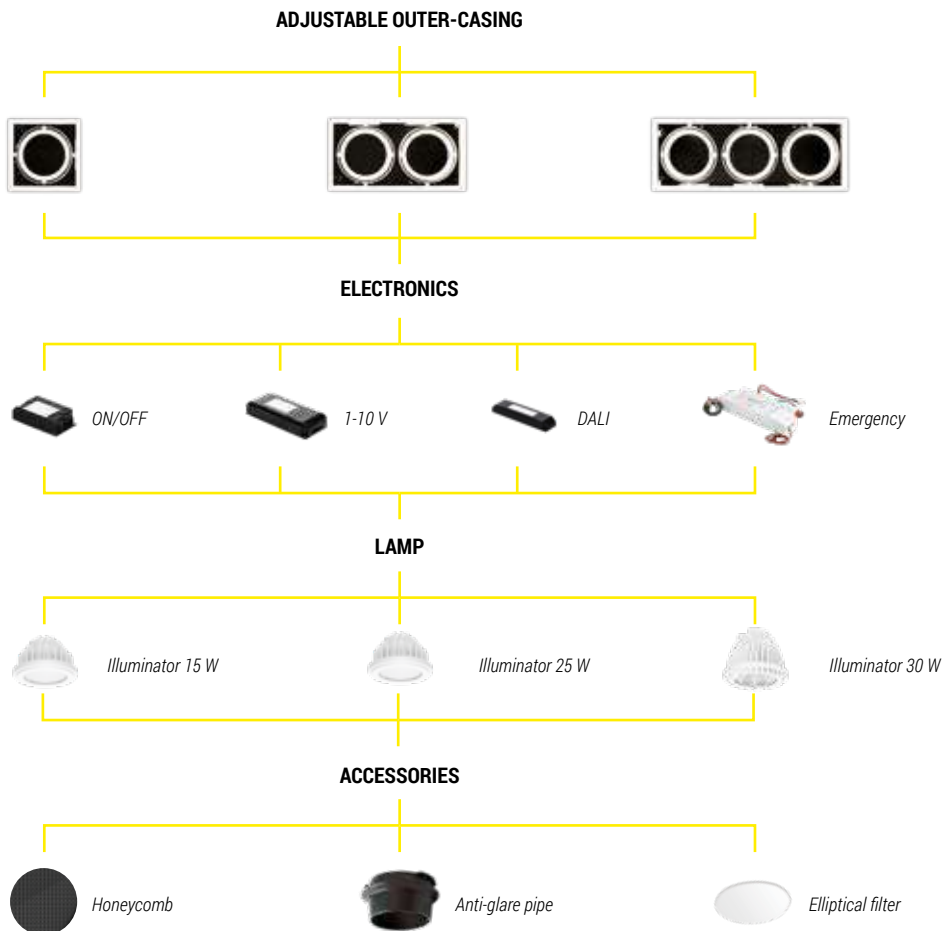 ADJUSTABLE OUTER-CASING
ELECTRONICS
ON/OFF
1-10 V
DALI
Emergency
LAMP
Illuminator 15 W
Illuminator 25 W
Illuminator 30 W
ACCESSORIES
Honeycomb
Anti-glare pipe
Elliptical filter